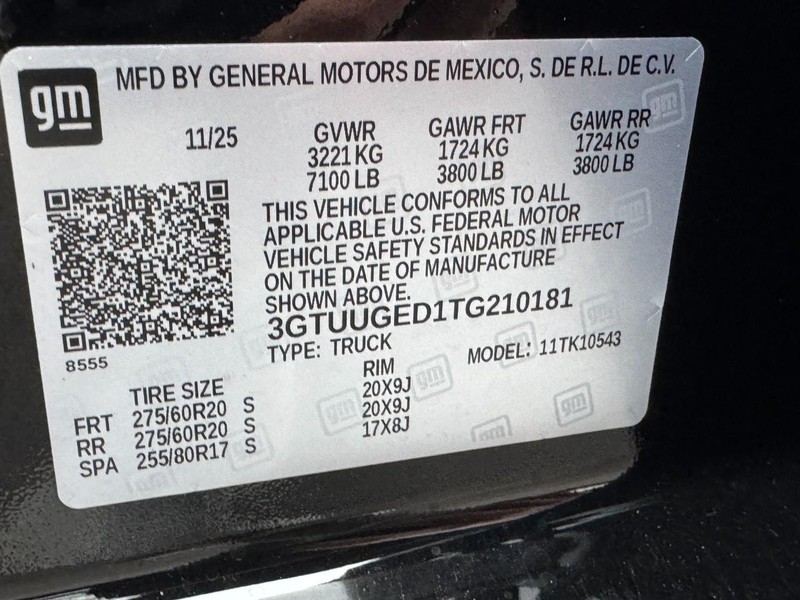 gm
MFD BY GENERAL MOTORS DE MEXICO, S. DE R.L. DE C.V.
11/25 GVWR GAWR FRT GAWR RR
3221 KG 1724 KG 1724 KG
7100 LB 3800 LB 3800 LB
THIS VEHICLE CONFORMS TO ALL
APPLICABLE U.S. FEDERAL MOTOR
VEHICLE SAFETY STANDARDS IN EFFECT
ON THE DATE OF MANUFACTURE
SHOWN ABOVE.
3GTUUGED1TG210181
TYPE: TRUCK MODEL: 11TK10543
8555
TIRE SIZE RIM
FRT 275/60R20 S 20X9J
RR 275/60R20 S 20X9J
SPA 255/80R17 S 17X8J